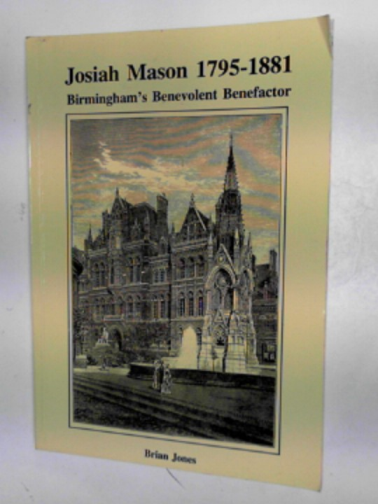 Josiah Mason 1795-1881
Birmingham's Benevolent Benefactor
Brian Jones